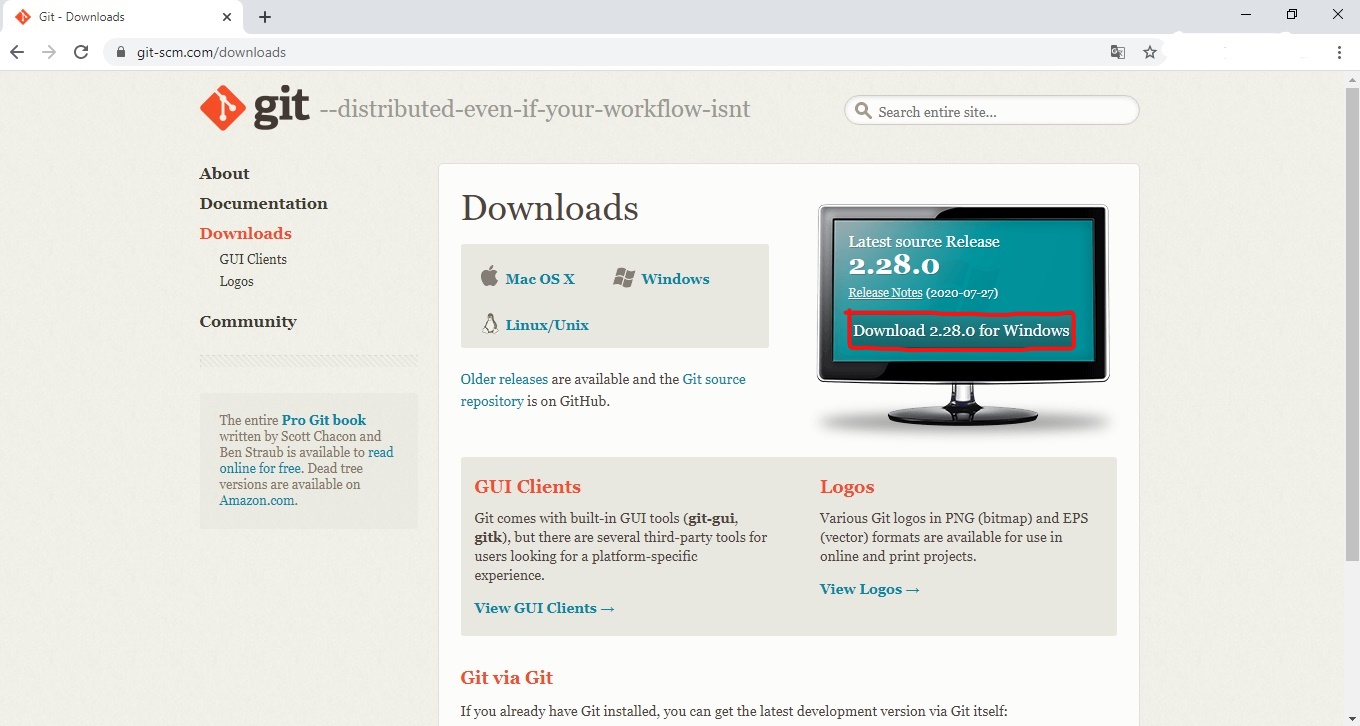 Git - Downloads
git-scm.com/downloads
git --distributed-even-if-your-workflow-isnt
Search entire site...
About
Documentation
Downloads
GUI Clients
Logos
Community
The entire Pro Git book
written by Scott Chacon and
Ben Straub is available to read
online for free. Dead tree
versions are available on
Amazon.com.
Downloads
Mac OS X
Windows
Linux/Unix
Older releases are available and the Git source
repository is on GitHub.
Latest source Release
2.28.0
Release Notes (2020-07-27)
Download 2.28.0 for Windows
GUI Clients
Git comes with built-in GUI tools (git-gui,
gitk), but there are several third-party tools for
users looking for a platform-specific
experience.
View GUI Clients →
Logos
Various Git logos in PNG (bitmap) and EPS
(vector) formats are available for use in
online and print projects.
View Logos →
Git via Git
If you already have Git installed, you can get the latest development version via Git itself: